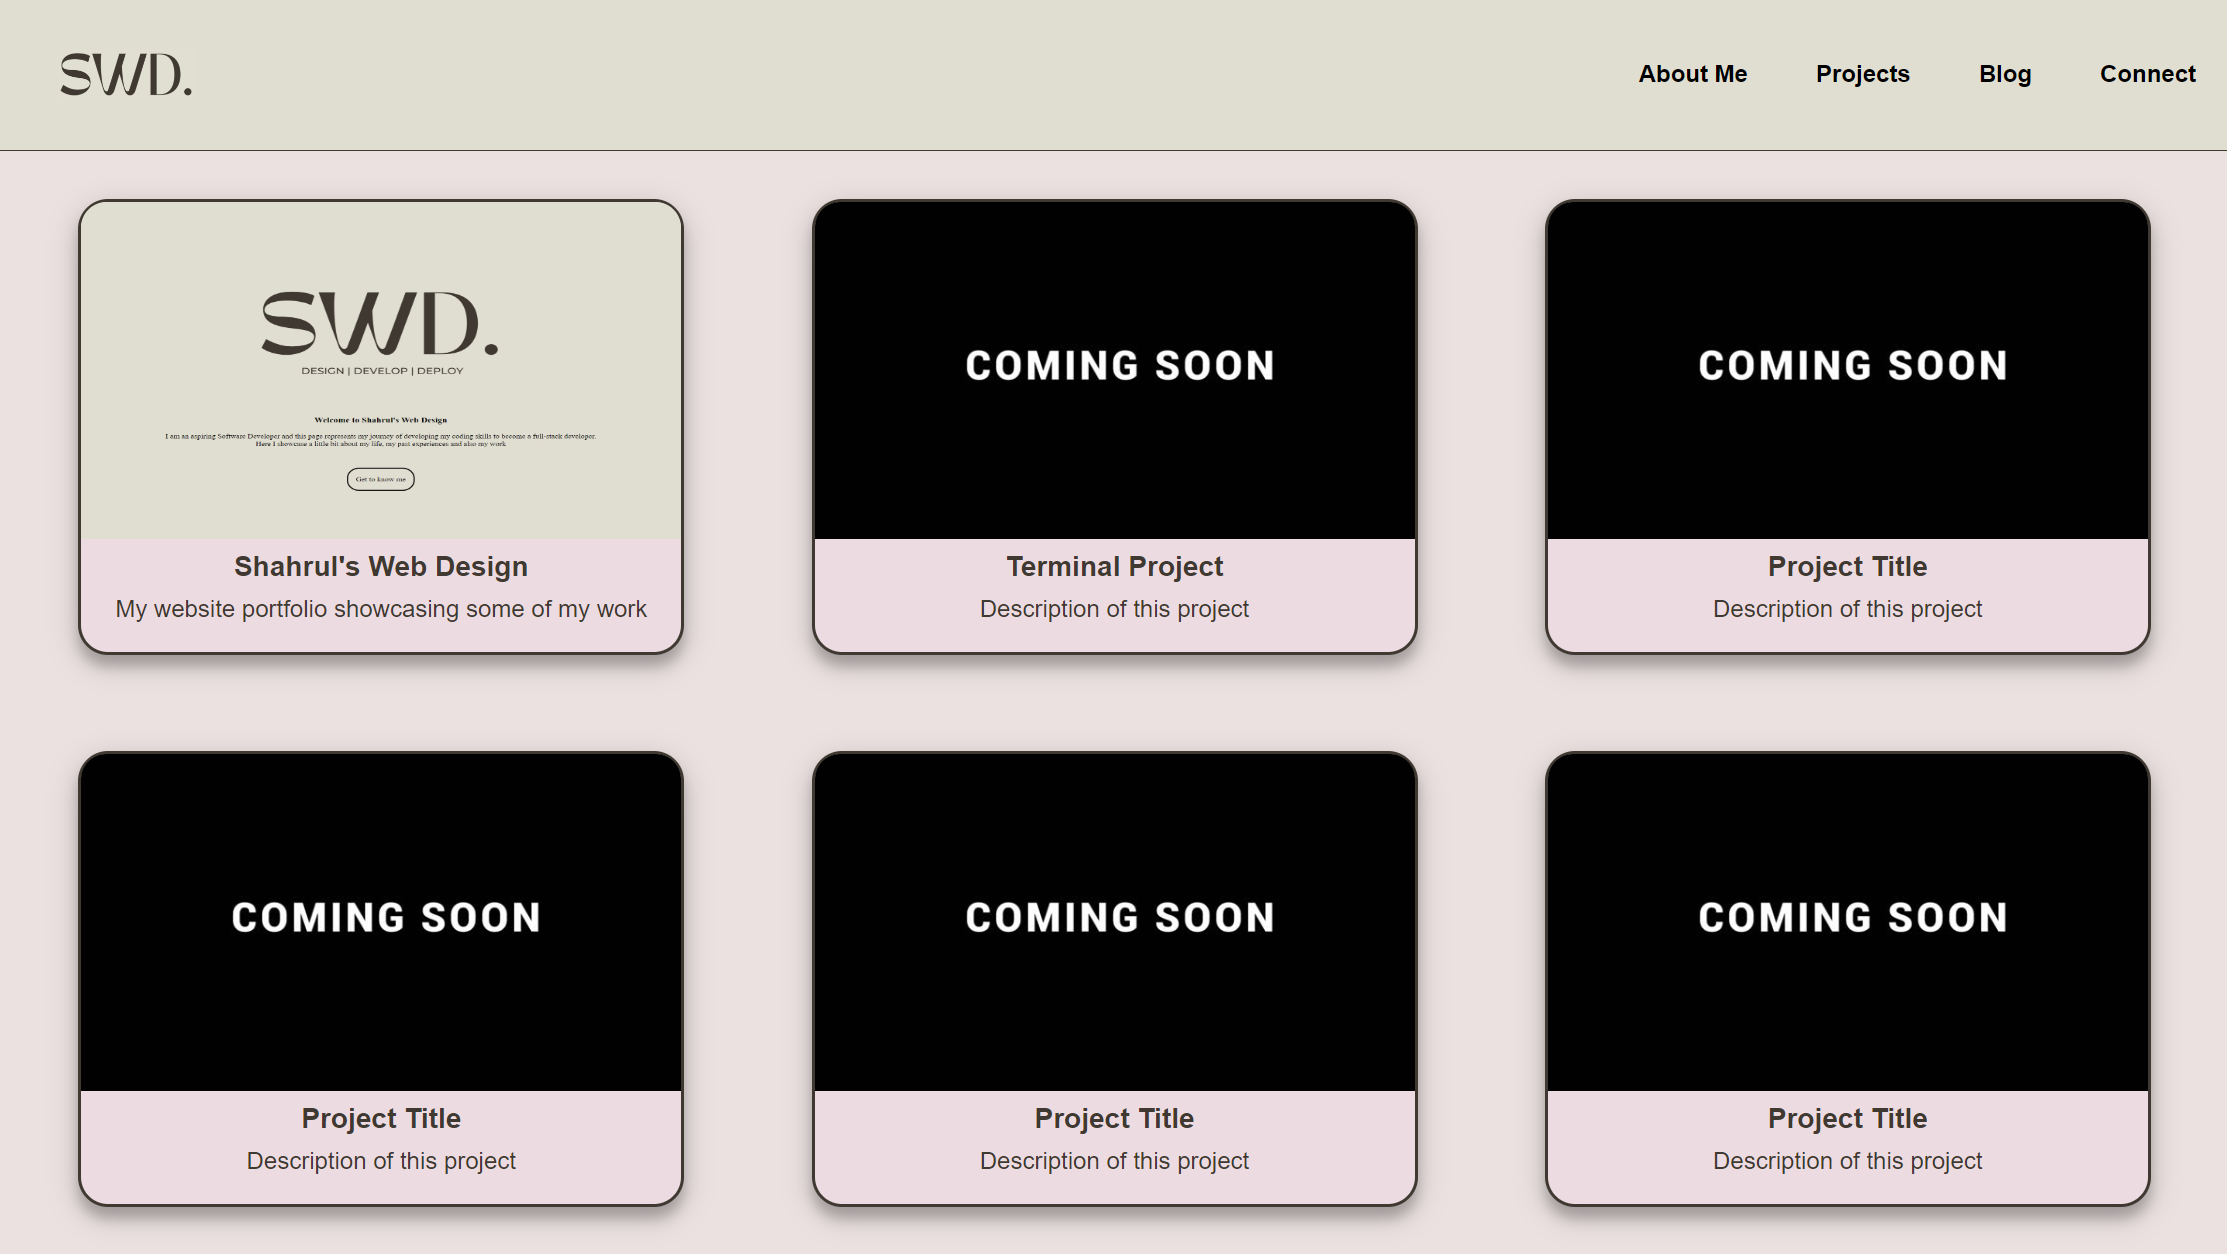 SWD.
About Me
Projects
Blog
Connect
SWD.
DESIGN | DEVELOP | DEPLOY
Welcome to Shahrul's Web Design
I am an aspiring Software Developer and this page represents my journey of developing my coding skills to become a full-stack developer.
Here I showcase a little bit about my life, my past experiences and also my work
Get to know me
Shahrul's Web Design
My website portfolio showcasing some of my work
COMING SOON
Terminal Project
Description of this project
COMING SOON
Project Title
Description of this project
COMING SOON
Project Title
Description of this project
COMING SOON
Project Title
Description of this project
COMING SOON
Project Title
Description of this project